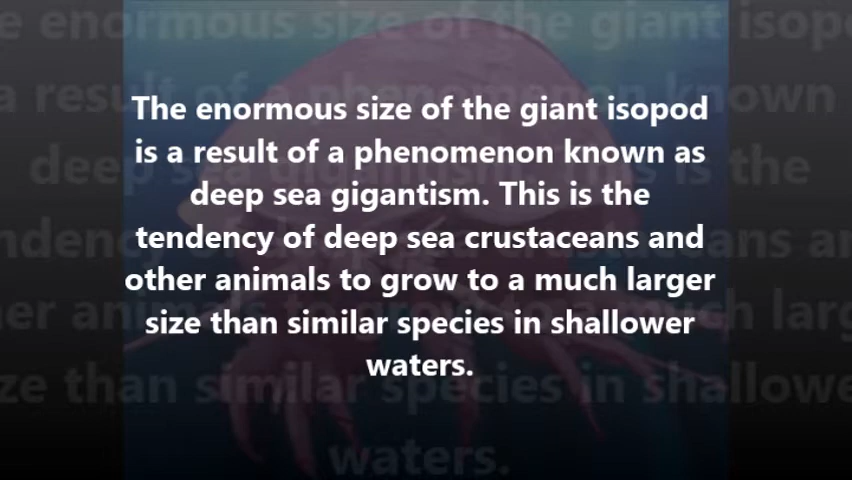 The enormous size of the giant isopod
is a result of a phenomenon known as
deep sea gigantism. This is the
tendency of deep sea crustaceans and
other animals to grow to a much larger
size than similar species in shallower
waters.